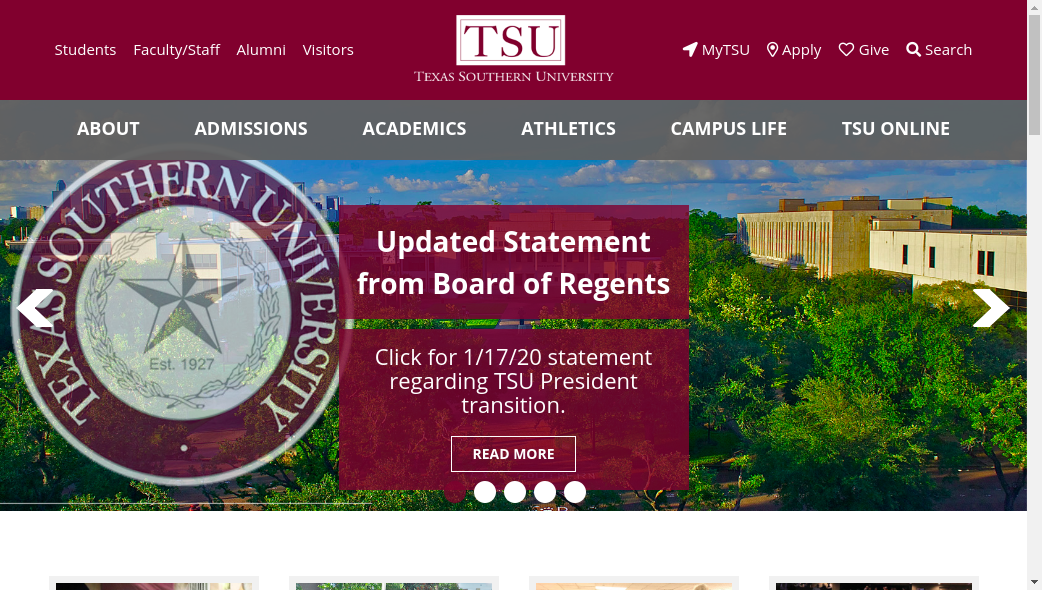 Students Faculty/Staff Alumni Visitors
TSU
TEXAS SOUTHERN UNIVERSITY
MyTSU Apply Give Search
ABOUT ADMISSIONS ACADEMICS ATHLETICS CAMPUS LIFE TSU ONLINE
TEXAS SOUTHERN UNIVERSITY
Est. 1927
Updated Statement
from Board of Regents
Click for 1/17/20 statement
regarding TSU President
transition.
READ MORE